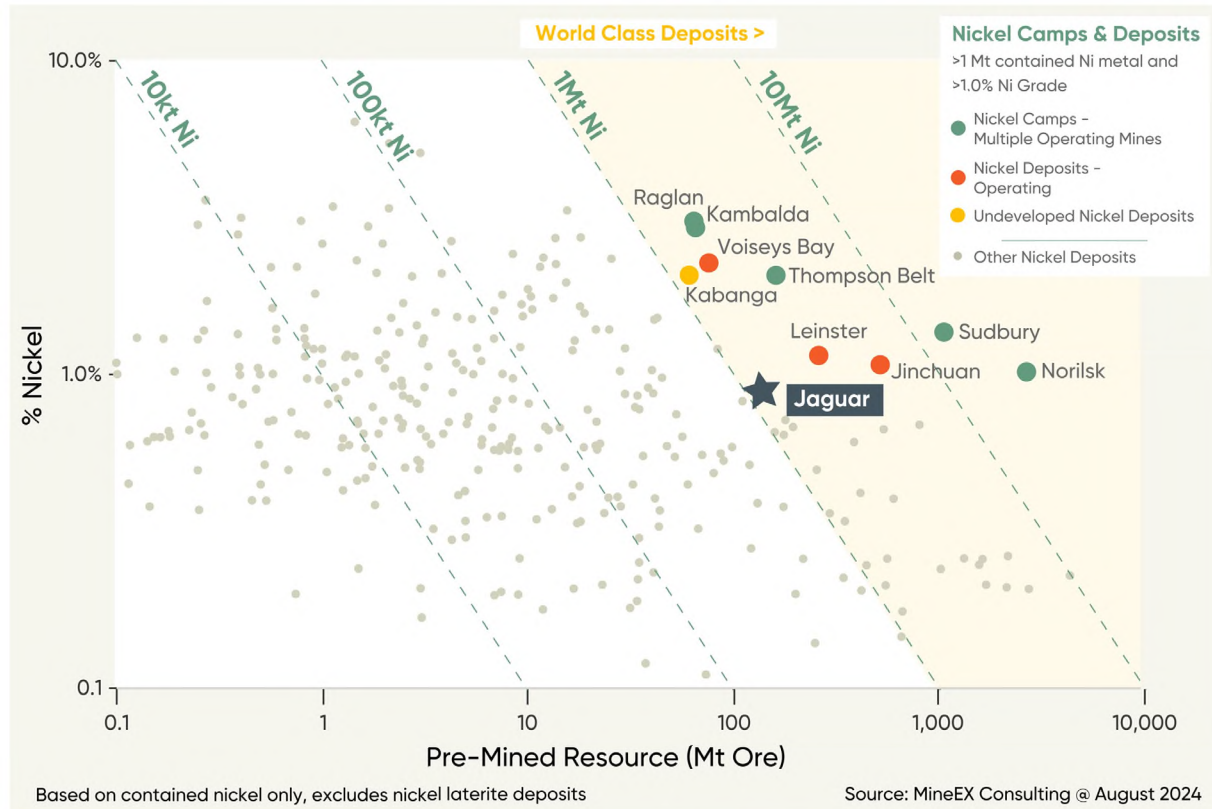 World Class Deposits >
Nickel Camps & Deposits
>1 Mt contained Ni metal and
>1.0% Ni Grade
Nickel Camps -
Multiple Operating Mines
Nickel Deposits -
Operating
Undeveloped Nickel Deposits
Other Nickel Deposits
10.0%
10kt Ni
100kt Ni
1Mt Ni
10Mt Ni
Raglan
Kambalda
Voiseys Bay
Thompson Belt
Kabanga
Leinster
Sudbury
Jinchuan
Norilsk
1.0%
Jaguar
% Nickel
0.1
0.1
1
10
100
1,000
10,000
Pre-Mined Resource (Mt Ore)
Based on contained nickel only, excludes nickel laterite deposits
Source: MineEX Consulting @ August 2024